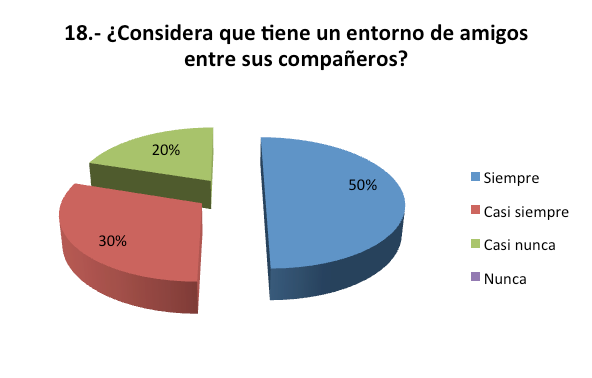 18.- ¿Considera que tiene un entorno de amigos
entre sus compañeros?
20%
50%
30%
Siempre
Casi siempre
Casi nunca
Nunca